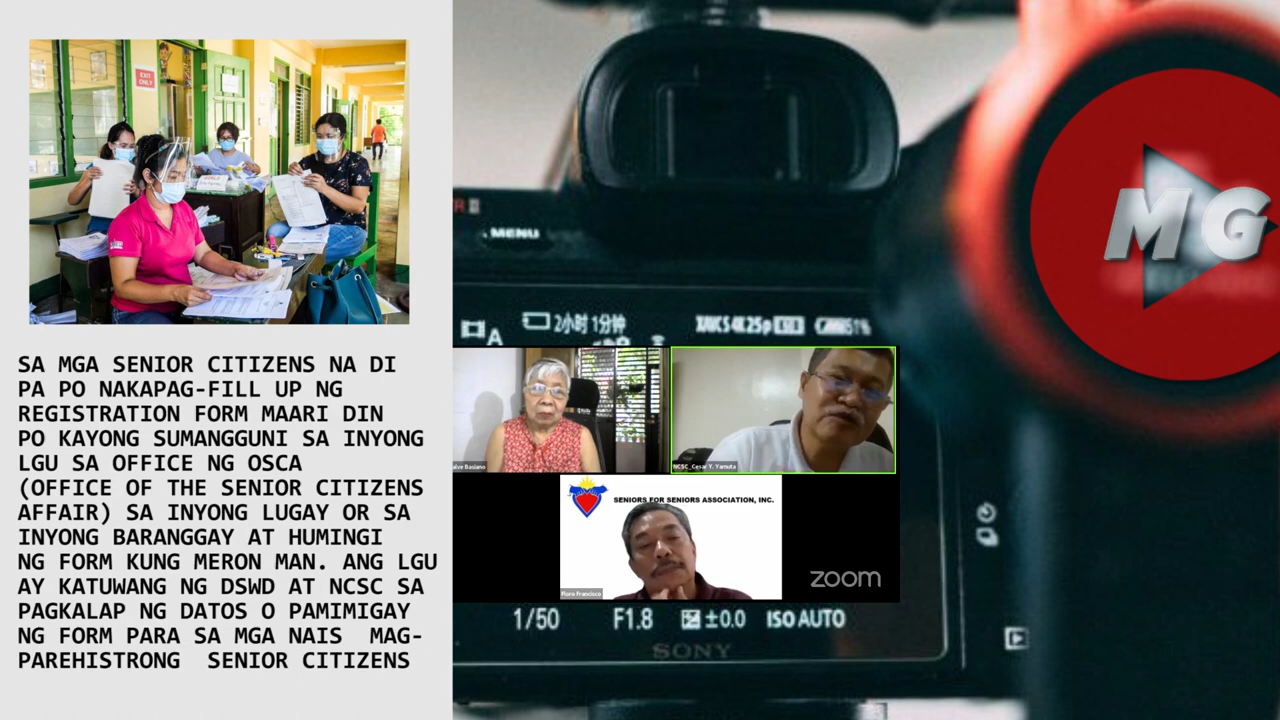 EXIT
ONLY
SA MGA SENIOR CITIZENS NA DI
PA PO NAKAPAG-FILL UP NG
REGISTRATION FORM MAARI DIN
PO KAYONG SUMANGGUNI SA INYONG
LGU SA OFFICE NG OSCA
(OFFICE OF THE SENIOR CITIZENS
AFFAIR) SA INYONG LUGAY OR SA
INYONG BARANGGAY AT HUMINGI
NG FORM KUNG MERON MAN. ANG LGU
AY KATUWANG NG DSWD AT NCSC SA
PAGKALAP NG DATOS O PAMIMIGAY
NG FORM PARA SA MGA NAIS MAG-
PAREHISTRONG SENIOR CITIZENS
MENU
A
2小时 1分钟
51%
MG
NCSC_Cesar Y. Yamuta
SENIORS FOR SENIORS ASSOCIATION, INC.
Floro Francisco
zoom
1/50 F1.8 ±0.0 ISO AUTO
SONY